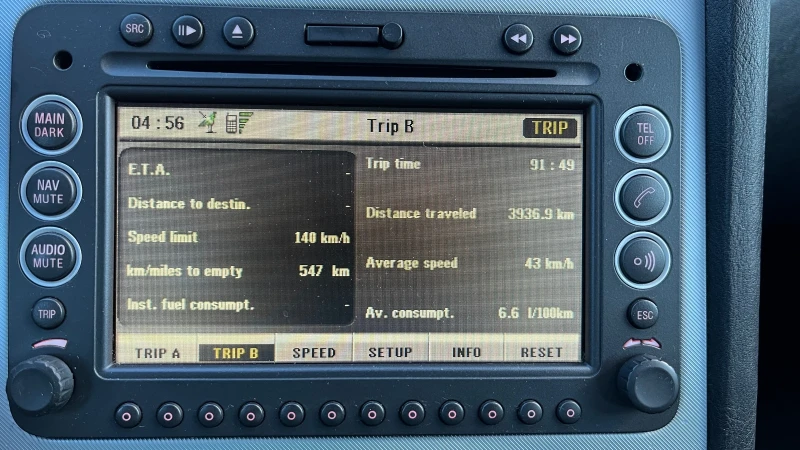 SRC
MAIN
DARK
NAV
MUTE
AUDIO
MUTE
TRIP
04 : 56
Trip B
TRIP
E.T.A. -
Distance to destin. -
Speed limit 140 km/h
km/miles to empty 547 km
Inst. fuel consumpt. -
Trip time 91 : 49
Distance traveled 3936.9 km
Average speed 43 km/h
Av. consumpt. 6.6 l/100km
TRIP A TRIP B SPEED SETUP INFO RESET
TEL
OFF
ESC